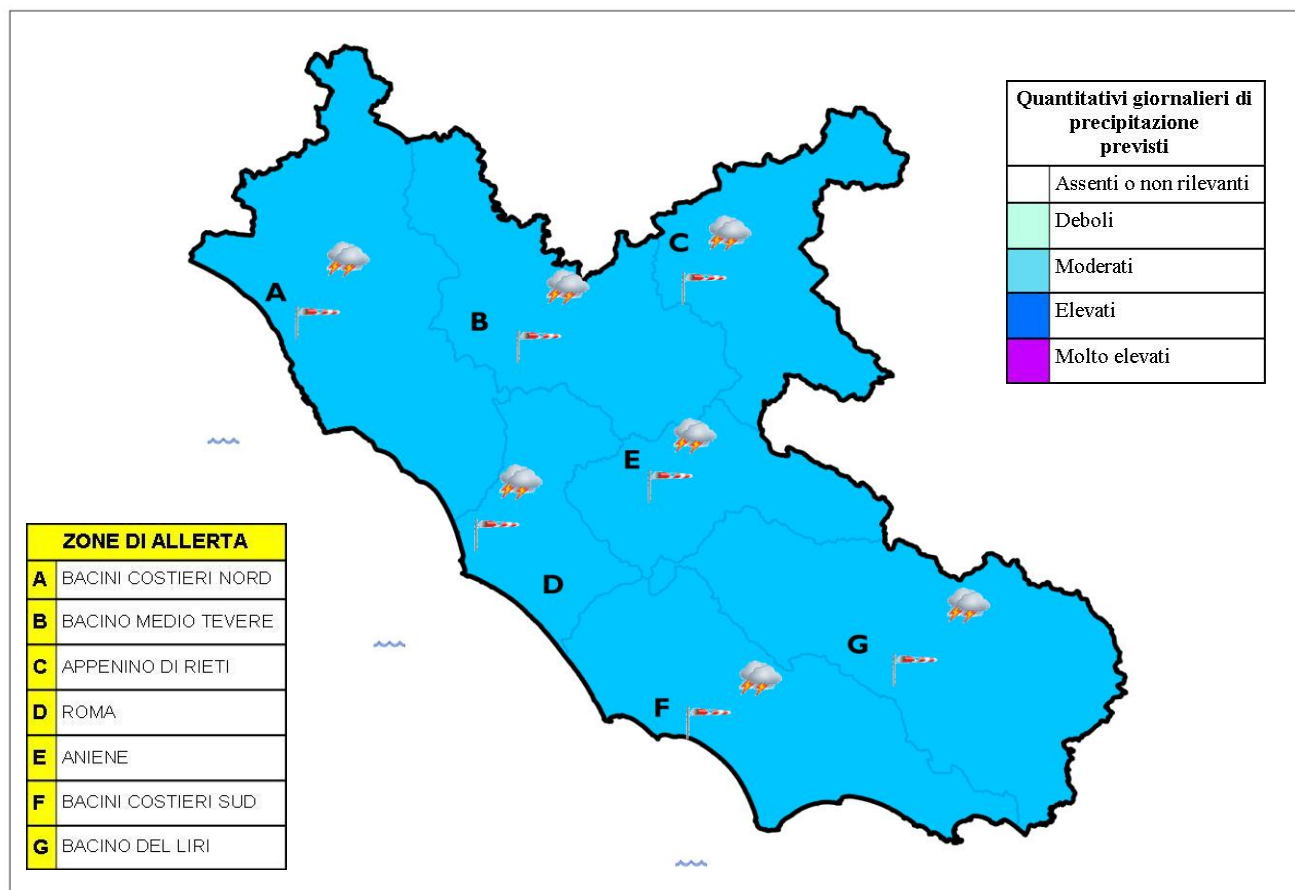 Quantitativi giornalieri di
precipitazione
previsti
Assenti o non rilevanti
Deboli
Moderati
Elevati
Molto elevati
A
B
C
D
E
F
G
ZONE DI ALLERTA
A BACINI COSTIERI NORD
B BACINO MEDIO TEVERE
C APPENINO DI RIETI
D ROMA
E ANIENE
F BACINI COSTIERI SUD
G BACINO DEL LIRI